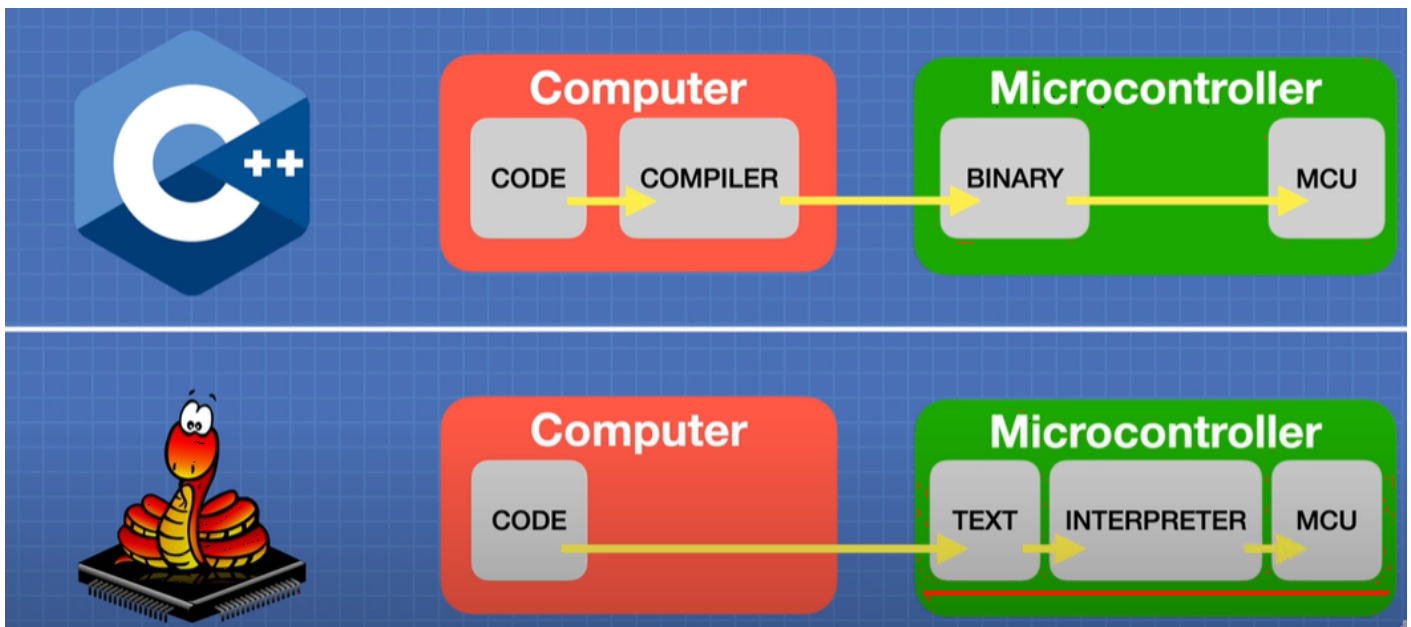 C++
Computer
CODE
COMPILER
Microcontroller
BINARY
MCU
Computer
CODE
Microcontroller
TEXT
INTERPRETER
MCU